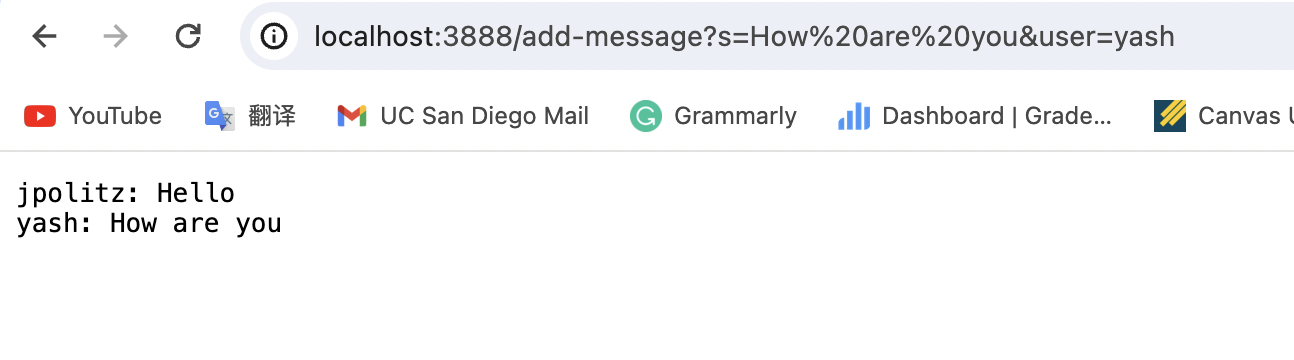 localhost:3888/add-message?s=How%20are%20you&user=yash
YouTube 翻译 UC San Diego Mail Grammarly Dashboard | Grade... Canvas
jpolitz: Hello
yash: How are you